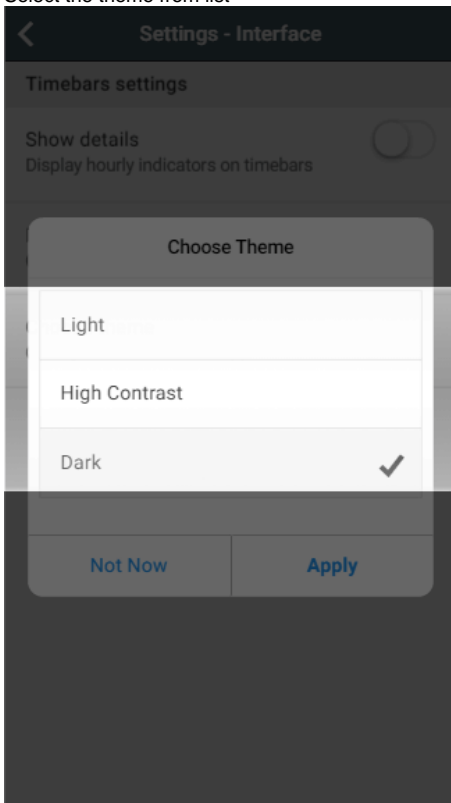 Select the theme from list
Settings - Interface
Timebars settings
Show details
Display hourly indicators on timebars
Choose Theme
Light
High Contrast
Dark
Not Now
Apply